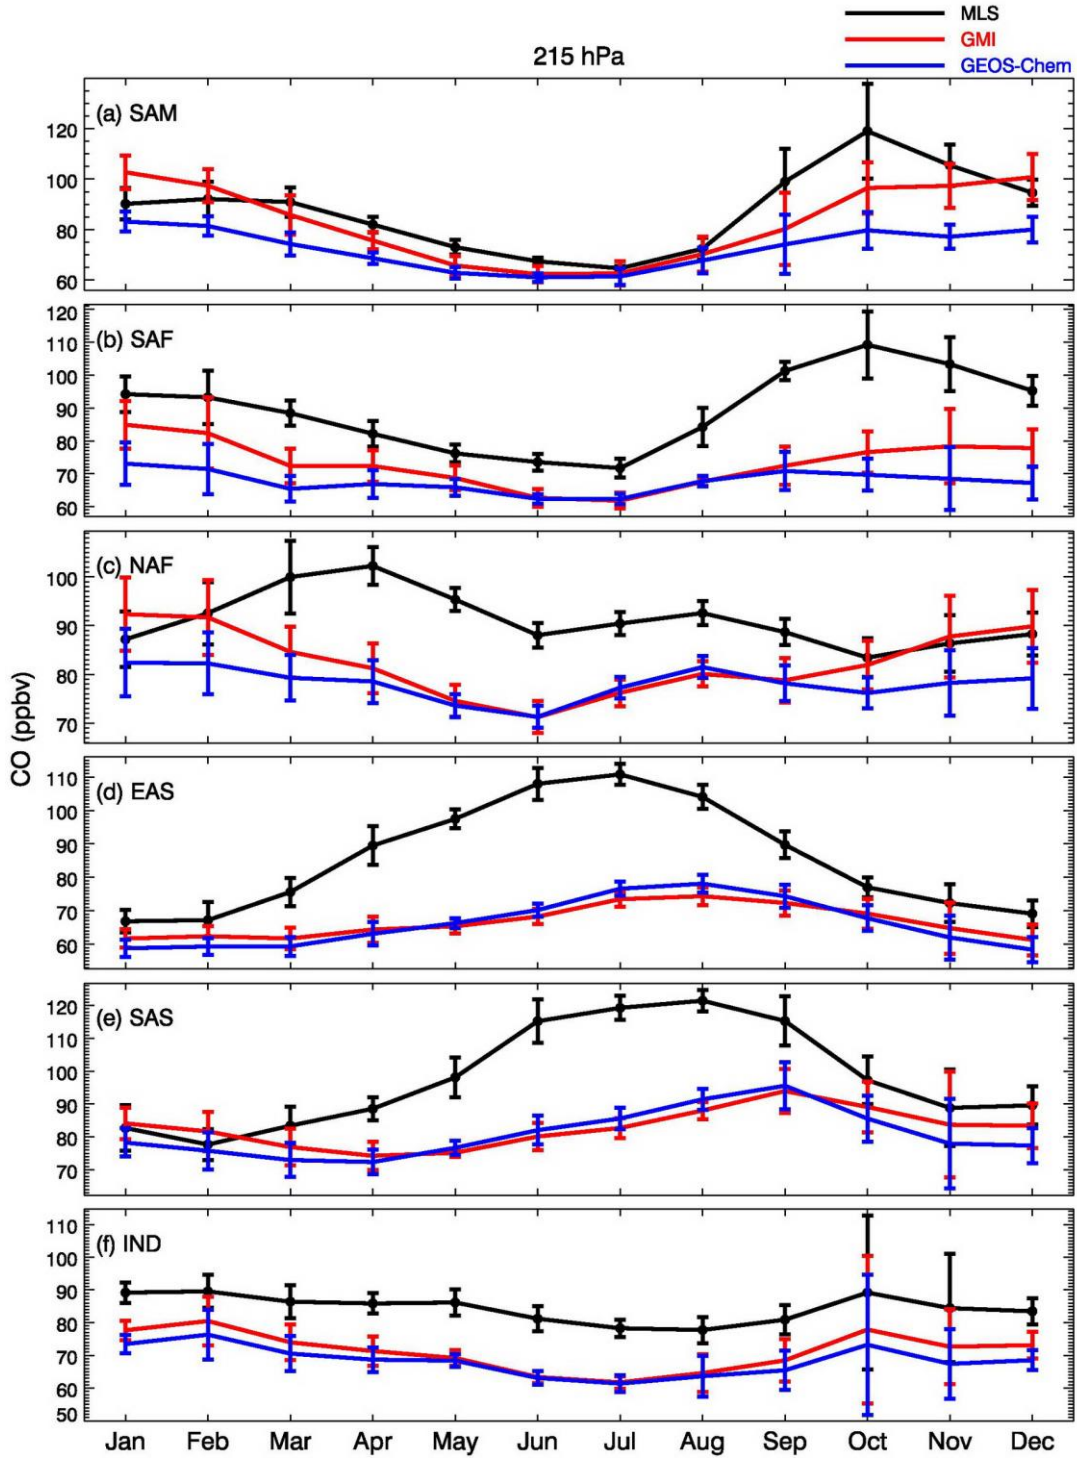 MLS
GMI
GEOS-Chem
215 hPa
(a) SAM
120
100
80
60
(b) SAF
120
110
100
90
80
70
60
(c) NAF
100
90
80
70
CO (ppbv)
(d) EAS
110
100
90
80
70
60
(e) SAS
120
110
100
90
80
70
(f) IND
110
100
90
80
70
60
50
Jan Feb Mar Apr May Jun Jul Aug Sep Oct Nov Dec